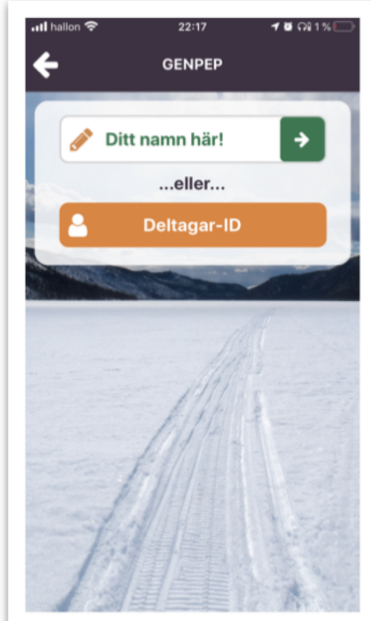 hallon 22:17 1 %
GENPEP
Ditt namn här!
...eller...
Deltagar-ID